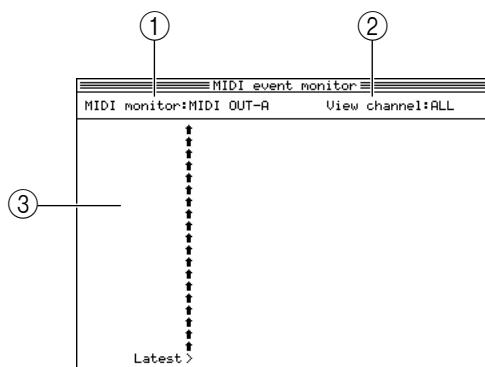 ① ②
MIDI event monitor
MIDI monitor:MIDI OUT-A View channel:ALL
③
Latest>